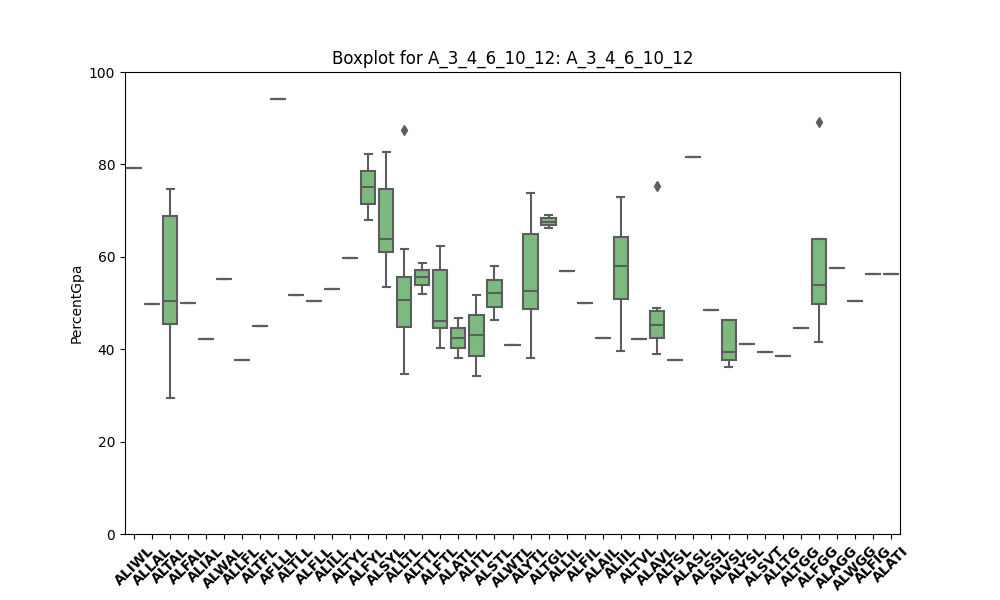 Boxplot for A_3_4_6_10_12: A_3_4_6_10_12
PercentGpa
100
80
60
40
20
0
ALIWL
ALLAL
ALTAL
ALFAL
ALIAL
ALWAL
ALLFL
ALTFL
AFLLL
ALTLL
ALFLL
ALILL
ALTYL
ALFYL
ALSYL
ALLTL
ALTTL
ALFTL
ALATL
ALITL
ALSTL
ALWTL
ALYTL
ALTGL
ALLIL
ALFIL
ALAIL
ALIIL
ALTVL
ALAVL
ALTSL
ALASL
ALSSL
ALVSL
ALYSL
ALSVT
ALLTG
ALTGG
ALFGG
ALAGG
ALWGG
ALFIG
ALATI